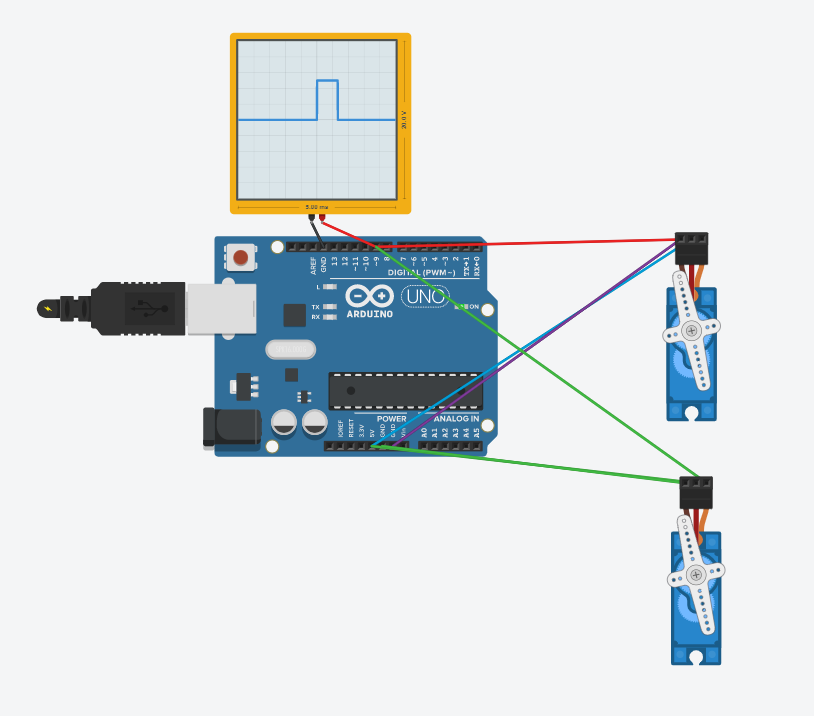 20.0 V
5.00 ms
AREF
GND
13
12
~11
~10
~9
8
7
~6
~5
4
~3
2
TX→1
RX←0
DIGITAL (PWM~)
L
TX
RX
ARDUINO
UNO
ON
POWER
ANALOG IN
IOREF
RESET
3.3V
5V
GND
GND
Vin
A0
A1
A2
A3
A4
A5